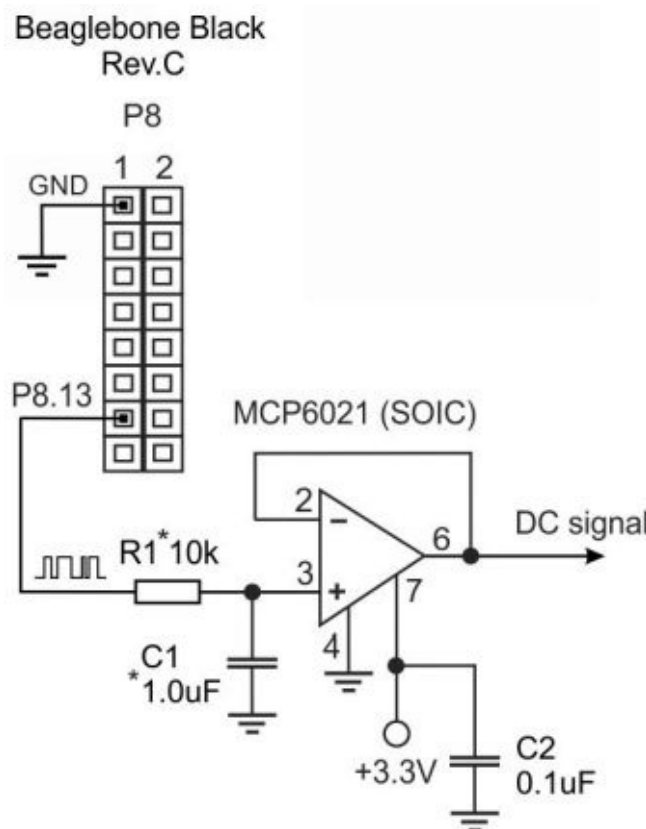 Beaglebone Black
Rev.C
P8
1 2
GND
P8.13
MCP6021 (SOIC)
2
6
DC signal
R1*10k
3
7
4
C1
*1.0uF
+3.3V
C2
0.1uF